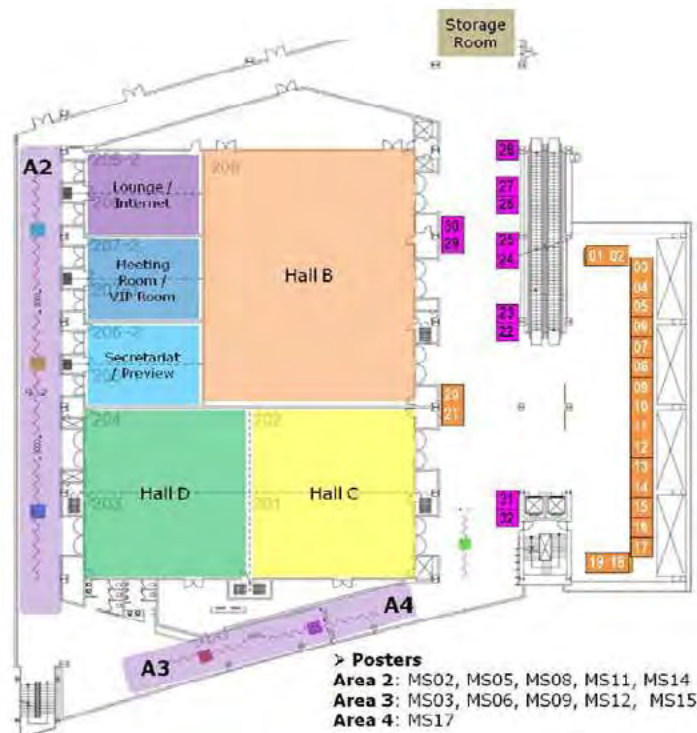 Storage
Room
A2
205-2
208
Lounge /
Internet
28
27
26
30
29
25
24
207-2
Meeting
Room /
VIP Room
Hall B
01 02
03
04
05
06
07
08
09
10
11
12
13
14
15
16
17
19 18
23
22
206-2
Secretariat
/ Preview
20
21
204
202
Hall D
Hall C
203
201
31
32
A4
A3
➢ Posters
Area 2: MS02, MS05, MS08, MS11, MS14
Area 3: MS03, MS06, MS09, MS12, MS15
Area 4: MS17